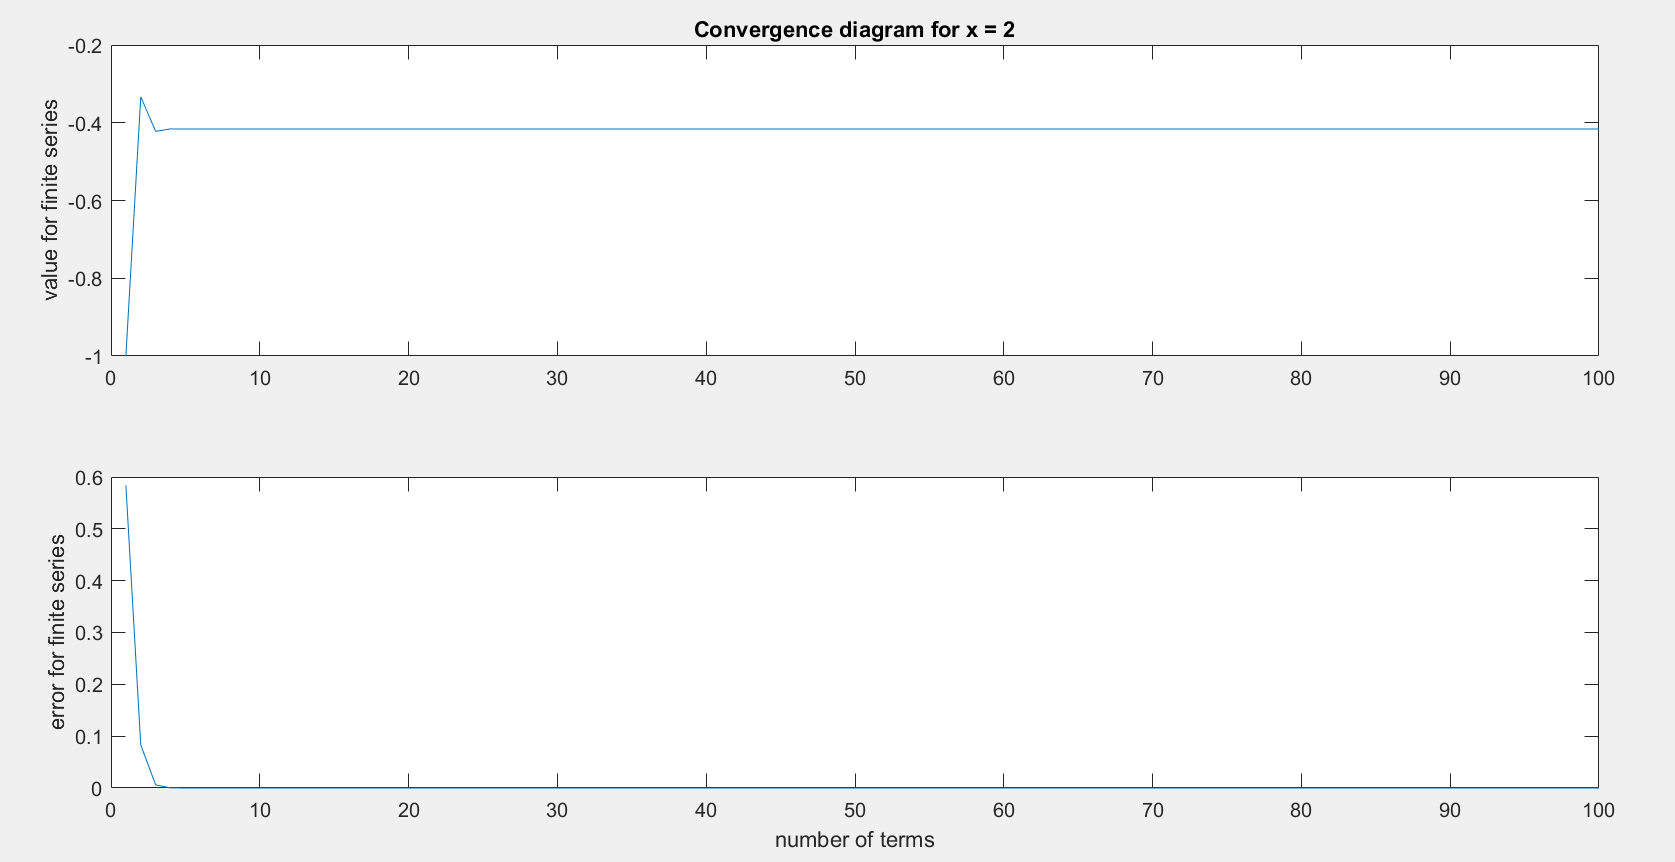 Convergence diagram for x = 2
value for finite series
-0.2
-0.4
-0.6
-0.8
-1
0 10 20 30 40 50 60 70 80 90 100
error for finite series
0.6
0.5
0.4
0.3
0.2
0.1
0
0 10 20 30 40 50 60 70 80 90 100
number of terms